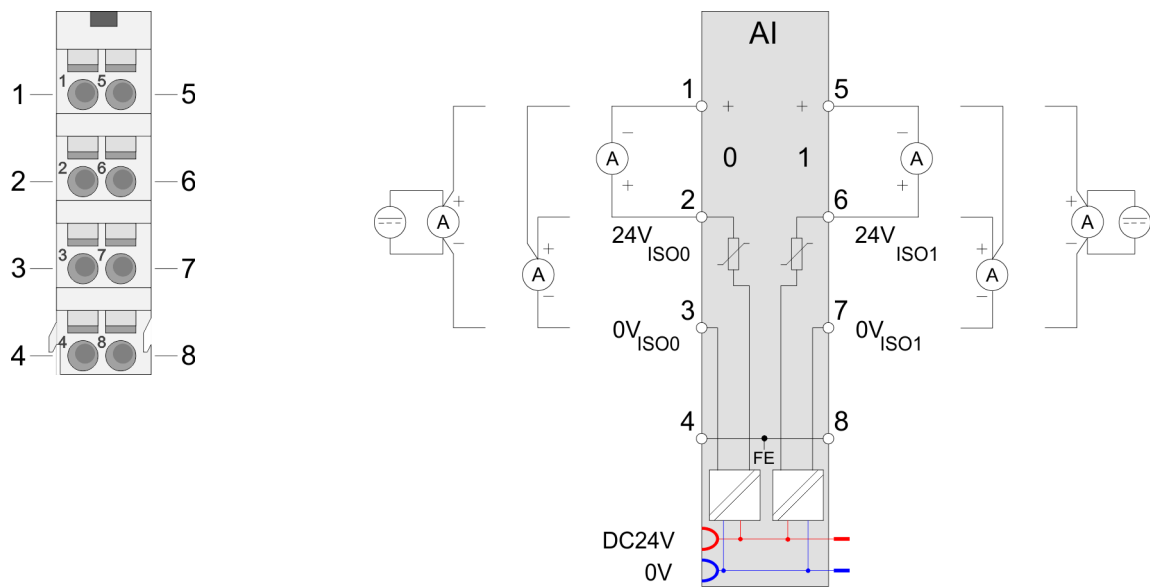 1 1 5 5
2 2 6 6
3 3 7 7
4 4 8 8
AI
1 + + 5
− A + 0 1 − A +
2 6
24V ISO0 24V ISO1
+ A − + A − + A − + A −
3 7
0V ISO0 0V ISO1
4 8
FE
DC24V
0V